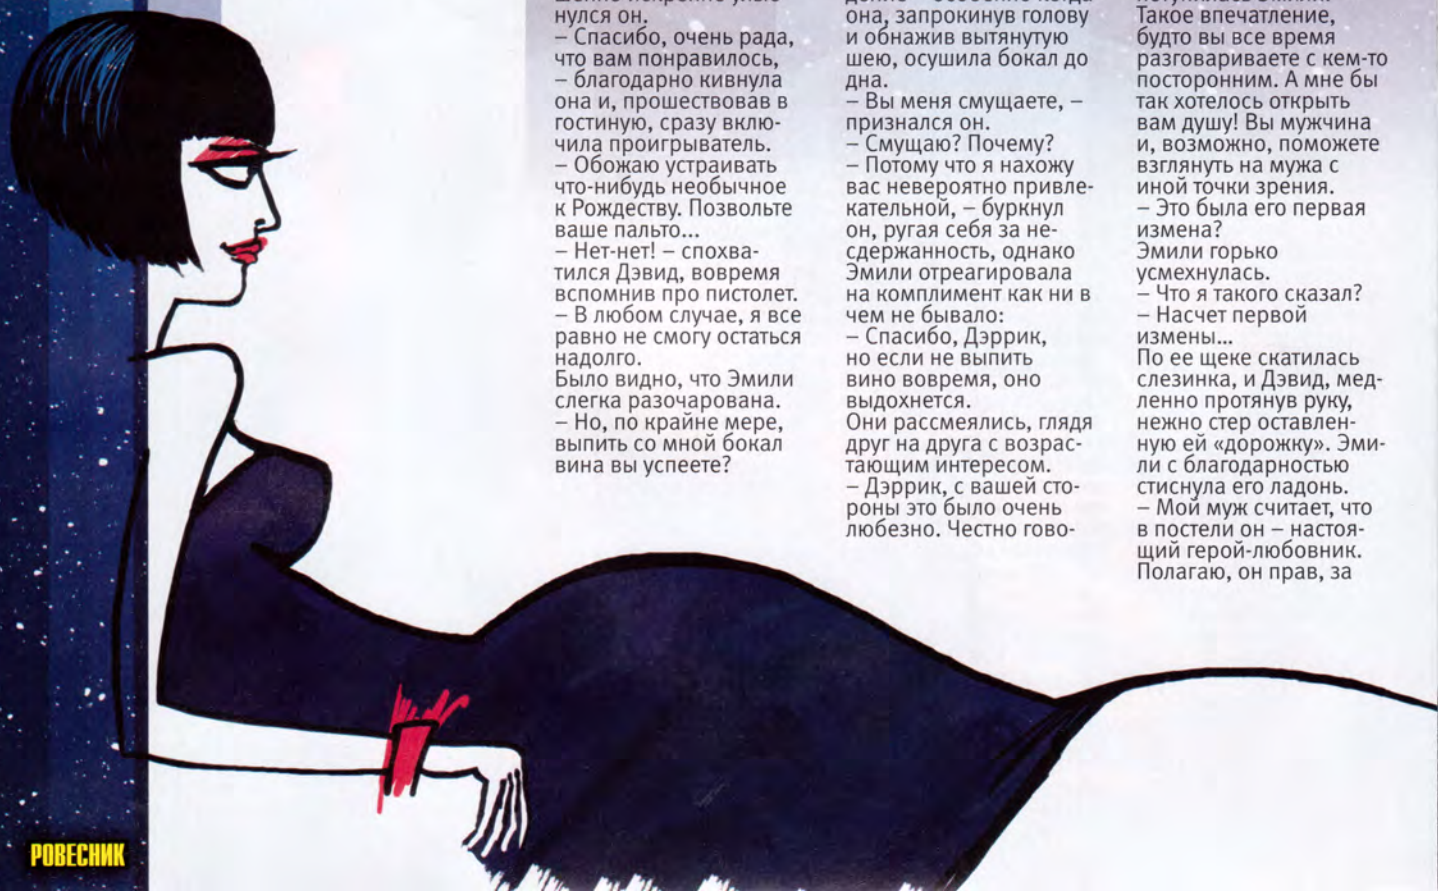 нулся он.
– Спасибо, очень рада,
что вам понравилось,
– благодарно кивнула
она и, прошествовав в
гостиную, сразу вклю-
чила проигрыватель.
– Обожаю устраивать
что-нибудь необычное
к Рождеству. Позвольте
ваше пальто...
– Нет-нет! – спохва-
тился Дэвид, вовремя
вспомнив про пистолет.
– В любом случае, я все
равно не смогу остаться
надолго.
Было видно, что Эмили
слегка разочарована.
– Но, по крайне мере,
выпить со мной бокал
вина вы успеете?
она, запрокинув голову
и обнажив вытянутую
шею, осушила бокал до
дна.
– Вы меня смущаете, –
признался он.
– Смущаю? Почему?
– Потому что я нахожу
вас невероятно привле-
кательной, – буркнул
он, ругая себя за не-
сдержанность, однако
Эмили отреагировала
на комплимент как ни в
чем не бывало:
– Спасибо, Дэррик,
но если не выпить
вино вовремя, оно
выдохнется.
Они рассмеялись, глядя
друг на друга с возрас-
тающим интересом.
– Дэррик, с вашей сто-
роны это было очень
любезно. Честно гово-
Такое впечатление,
будто вы все время
разговариваете с кем-то
посторонним. А мне бы
так хотелось открыть
вам душу! Вы мужчина
и, возможно, поможете
взглянуть на мужа с
иной точки зрения.
– Это была его первая
измена?
Эмили горько
усмехнулась.
– Что я такого сказал?
– Насчет первой
измены...
По ее щеке скатилась
слезинка, и Дэвид, мед-
ленно протянув руку,
нежно стер оставлен-
ную ей «дорожку». Эми-
ли с благодарностью
стиснула его ладонь.
– Мой муж считает, что
в постели он – настоя-
щий герой-любовник.
Полагаю, он прав, за
РОВЕСНИК